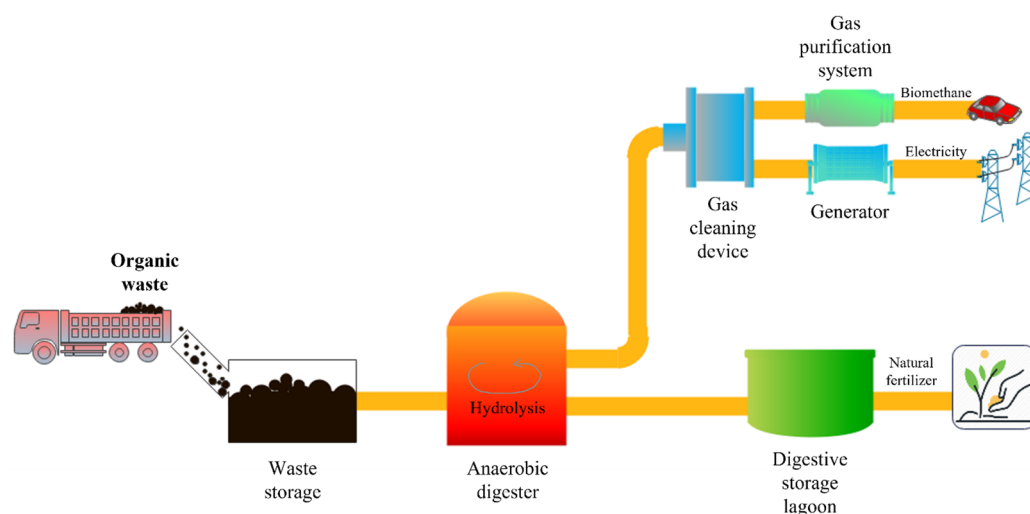 Gas
purification
system
Biomethane
Electricity
Gas
cleaning
device
Generator
Organic
waste
Hydrolysis
Natural
fertilizer
Waste
storage
Anaerobic
digester
Digestive
storage
lagoon